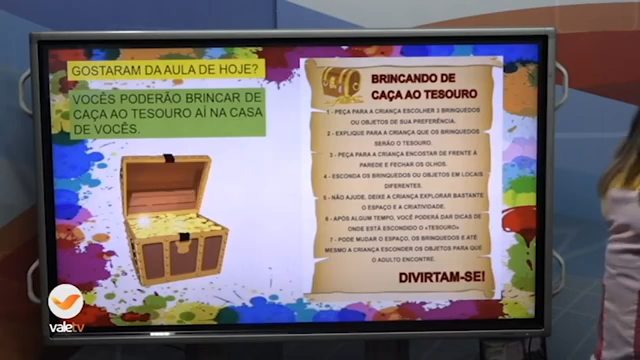 GOSTARAM DA AULA DE HOJE?
VOCÊS PODERÃO BRINCAR DE
CAÇA AO TESOURO AÍ NA CASA
DE VOCÊS.
BRINCANDO DE
CAÇA AO TESOURO
1 - PEÇA PARA A CRIANÇA ESCOLHER 3 BRINQUEDOS
OU OBJETOS DE SUA PREFERÊNCIA.
2 - EXPLIQUE PARA A CRIANÇA QUE OS BRINQUEDOS
SERÃO O TESOURO.
3 - PEÇA PARA A CRIANÇA ENCOSTAR DE FRENTE Á
PAREDE E FECHAR OS OLHOS.
4 - ESCONDA OS BRINQUEDOS OU OBJETOS EM LOCAIS
DIFERENTES.
5 - NÃO AJUDE, DEIXE A CRIANÇA EXPLORAR BASTANTE
O ESPAÇO E A CRIATIVIDADE.
6 - APÓS ALGUM TEMPO, VOCÊ PODERÁ DAR DICAS DE
ONDE ESTÁ ESCONDIDO O «TESOURO»
7 - PODE MUDAR O ESPAÇO, OS BRINQUEDOS E ATÉ
MESMO A CRIANÇA ESCONDER OS OBJETOS PARA QUE
O ADULTO ENCONTRE.
DIVIRTAM-SE!
valetv